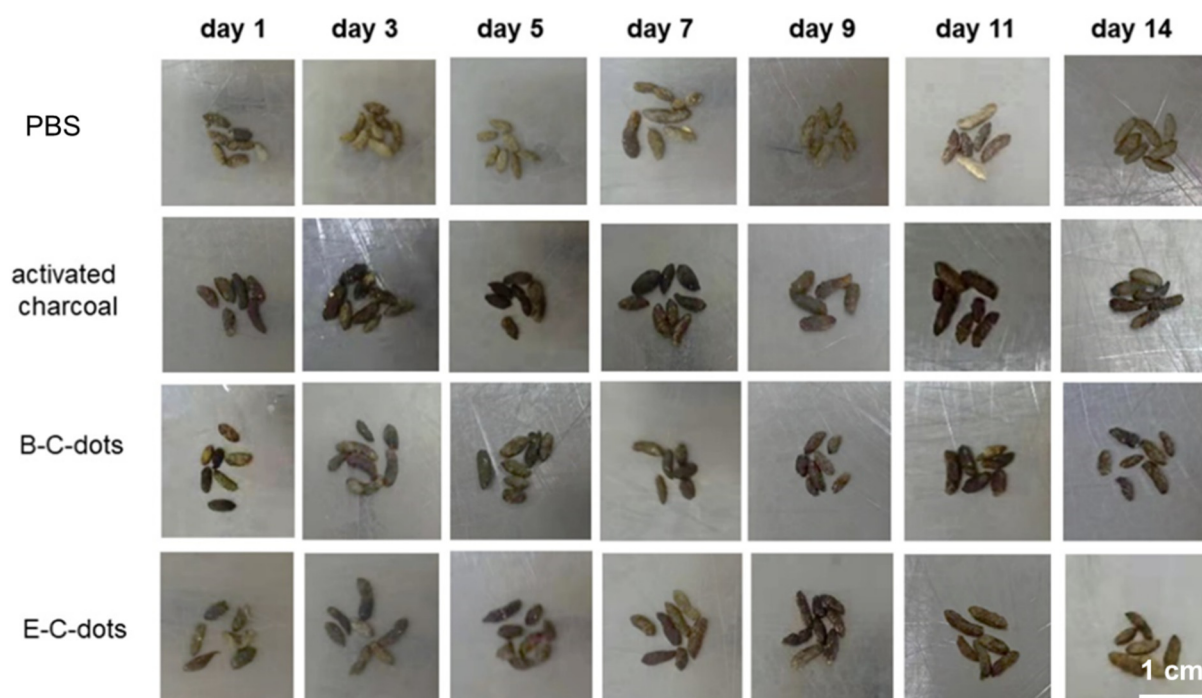 day 1 day 3 day 5 day 7 day 9 day 11 day 14
PBS
activated
charcoal
B-C-dots
E-C-dots
1 cm